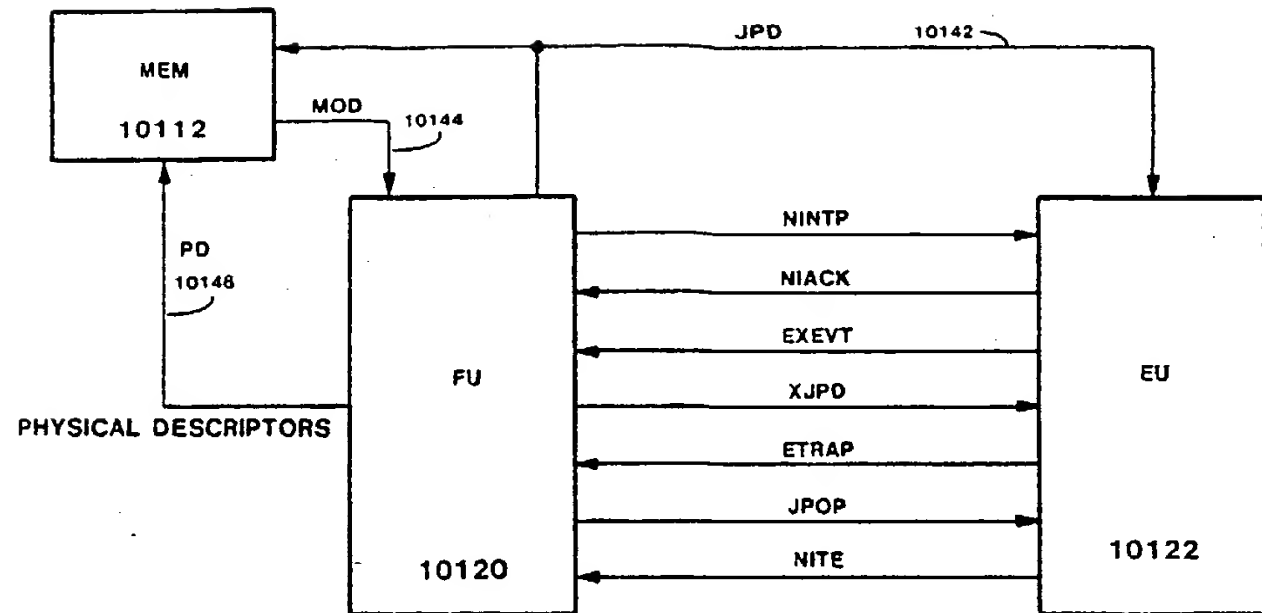 JPD
10142
MEM
10112
MOD
10144
NINTP
PD
10148
NIACK
EXEVT
FU
EU
XJPD
PHYSICAL DESCRIPTORS
ETRAP
JPOP
10120
10122
NITE